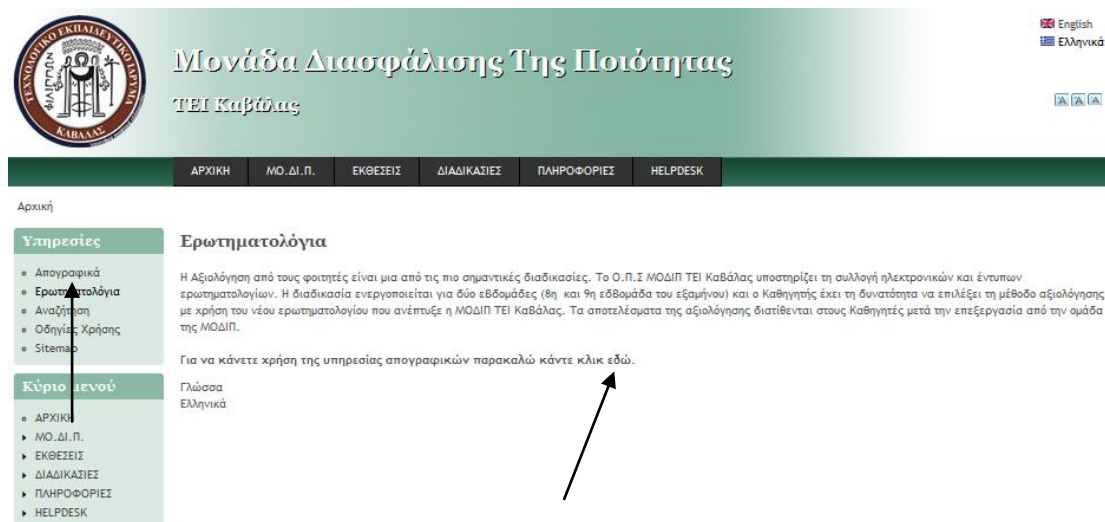 ΤΕΧΝΟΛΟΓΙΚΟ ΕΚΠΑΙΔΕΥΤΙΚΟ ΙΔΡΥΜΑ
ΚΑΒΑΛΑΣ
English
Ελληνικά
Μονάδα Διασφάλισης Της Ποιότητας
ΤΕΙ Καβάλας
A A A
ΑΡΧΙΚΗ ΜΟ.ΔΙ.Π. ΕΚΘΕΣΕΙΣ ΔΙΑΔΙΚΑΣΙΕΣ ΠΛΗΡΟΦΟΡΙΕΣ HELPDESK
Αρχική
Υπηρεσίες
Απογραφικά
Ερωτηματολόγια
Αναζήτηση
Οδηγίες Χρήσης
Sitemap
Κύριο μενού
ΑΡΧΙΚΗ
ΜΟ.ΔΙ.Π.
ΕΚΘΕΣΕΙΣ
ΔΙΑΔΙΚΑΣΙΕΣ
ΠΛΗΡΟΦΟΡΙΕΣ
HELPDESK
Ερωτηματολόγια
Η Αξιολόγηση από τους φοιτητές είναι μια από τις πιο σημαντικές διαδικασίες. Το Ο.Π.Σ ΜΟΔΙΠ ΤΕΙ Καβάλας υποστηρίζει τη συλλογή ηλεκτρονικών και έντυπων
ερωτηματολογίων. Η διαδικασία ενεργοποιείται για δύο εβδομάδες (8η και 9η εδβομάδα του εξαμήνου) και ο Καθηγητής έχει τη δυνατότητα να επιλέξει τη μέθοδο αξιολόγησης
με χρήση του νέου ερωτηματολογίου που ανέπτυξε η ΜΟΔΙΠ ΤΕΙ Καβάλας. Τα αποτελέσματα της αξιολόγησης διατίθενται στους Καθηγητές μετά την επεξεργασία από την ομάδα
της ΜΟΔΙΠ.
Για να κάνετε χρήση της υπηρεσίας απογραφικών παρακαλώ κάντε κλικ εδώ.
Γλώσσα
Ελληνικά